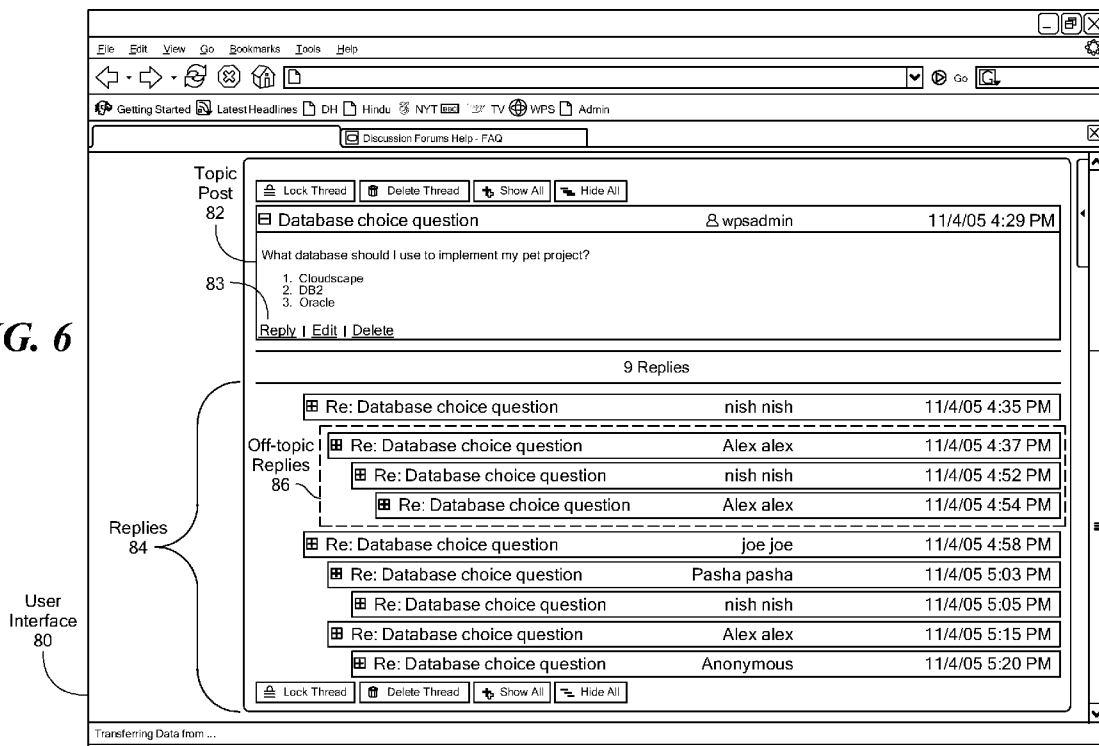 File Edit View Go Bookmarks Tools Help
Go G
Getting Started Latest Headlines DH Hindu NYT BBC TV WPS Admin
Discussion Forums Help - FAQ
Topic
Post
82
Lock Thread Delete Thread Show All Hide All
Database choice question wpsadmin 11/4/05 4:29 PM
What database should I use to implement my pet project?
1. Cloudscape
2. DB2
3. Oracle
83
Reply | Edit | Delete
G. 6
9 Replies
Re: Database choice question nish nish 11/4/05 4:35 PM
Off-topic
Replies
86
Re: Database choice question Alex alex 11/4/05 4:37 PM
Re: Database choice question nish nish 11/4/05 4:52 PM
Re: Database choice question Alex alex 11/4/05 4:54 PM
Replies
84
Re: Database choice question joe joe 11/4/05 4:58 PM
Re: Database choice question Pasha pasha 11/4/05 5:03 PM
Re: Database choice question nish nish 11/4/05 5:05 PM
Re: Database choice question Alex alex 11/4/05 5:15 PM
Re: Database choice question Anonymous 11/4/05 5:20 PM
User
Interface
80
Lock Thread Delete Thread Show All Hide All
Transferring Data from ...